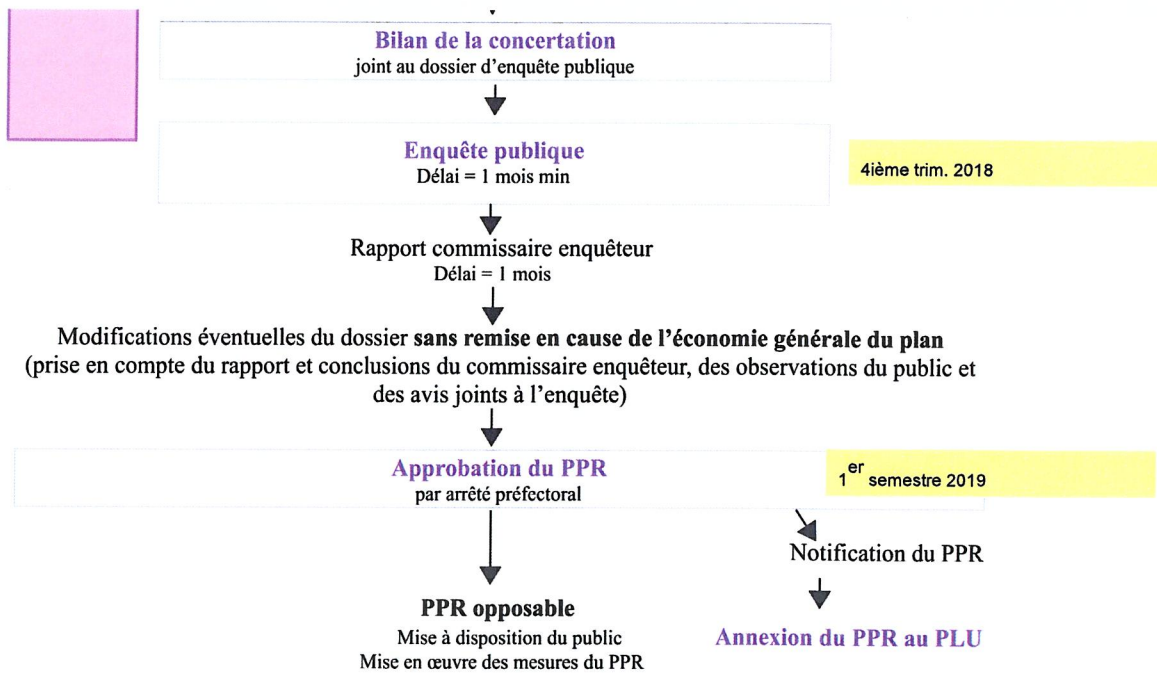 Bilan de la concertation
joint au dossier d'enquête publique
Enquête publique
Délai = 1 mois min
4ième trim. 2018
Rapport commissaire enquêteur
Délai = 1 mois
Modifications éventuelles du dossier sans remise en cause de l'économie générale du plan
(prise en compte du rapport et conclusions du commissaire enquêteur, des observations du public et
des avis joints à l'enquête)
Approbation du PPR
par arrêté préfectoral
1er semestre 2019
Notification du PPR
PPR opposable
Mise à disposition du public
Mise en œuvre des mesures du PPR
Annexion du PPR au PLU